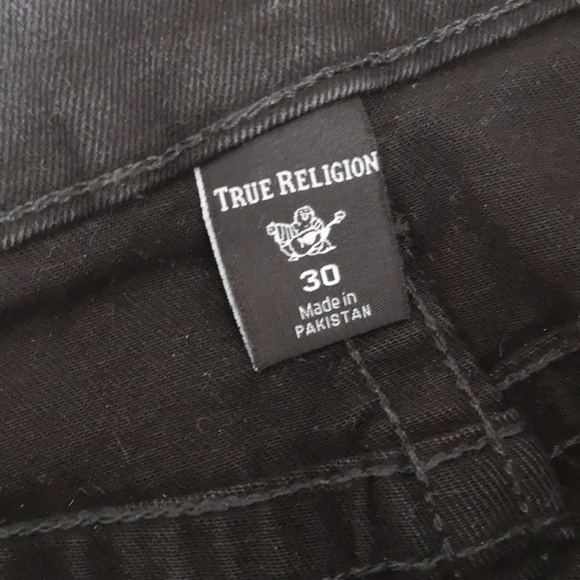 TRUE RELIGION
30
Made in
PAKISTAN